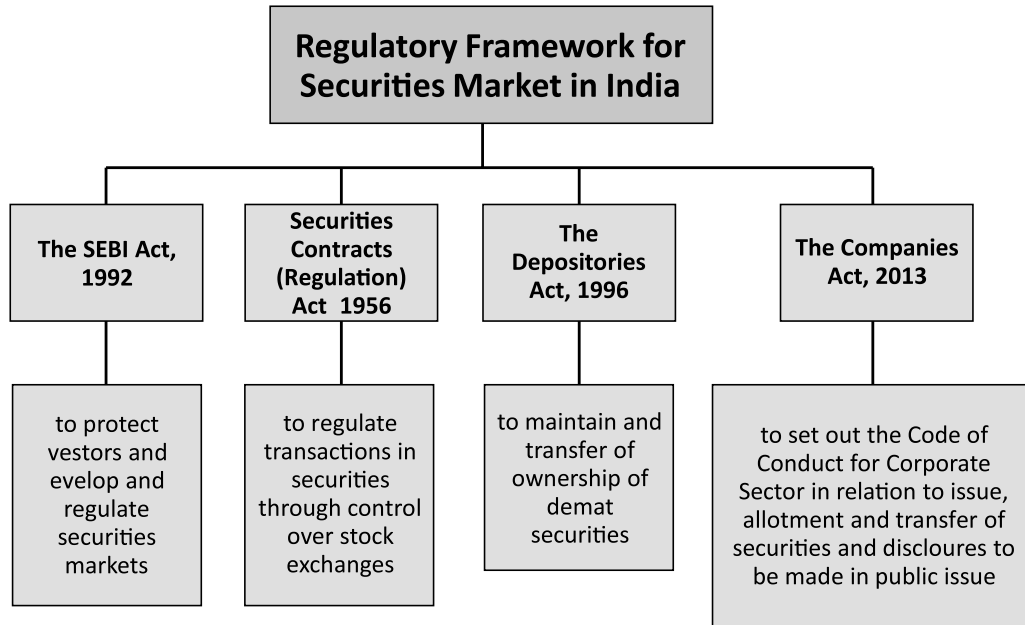 Regulatory Framework for
Securities Market in India
The SEBI Act,
1992
Securities
Contracts
(Regulation)
Act 1956
The
Depositories
Act, 1996
The Companies
Act, 2013
to protect
vestors and
evelop and
regulate
securities
markets
to regulate
transactions in
securities
through control
over stock
exchanges
to maintain and
transfer of
ownership of
demat
securities
to set out the Code of
Conduct for Corporate
Sector in relation to issue,
allotment and transfer of
securities and discloures to
be made in public issue